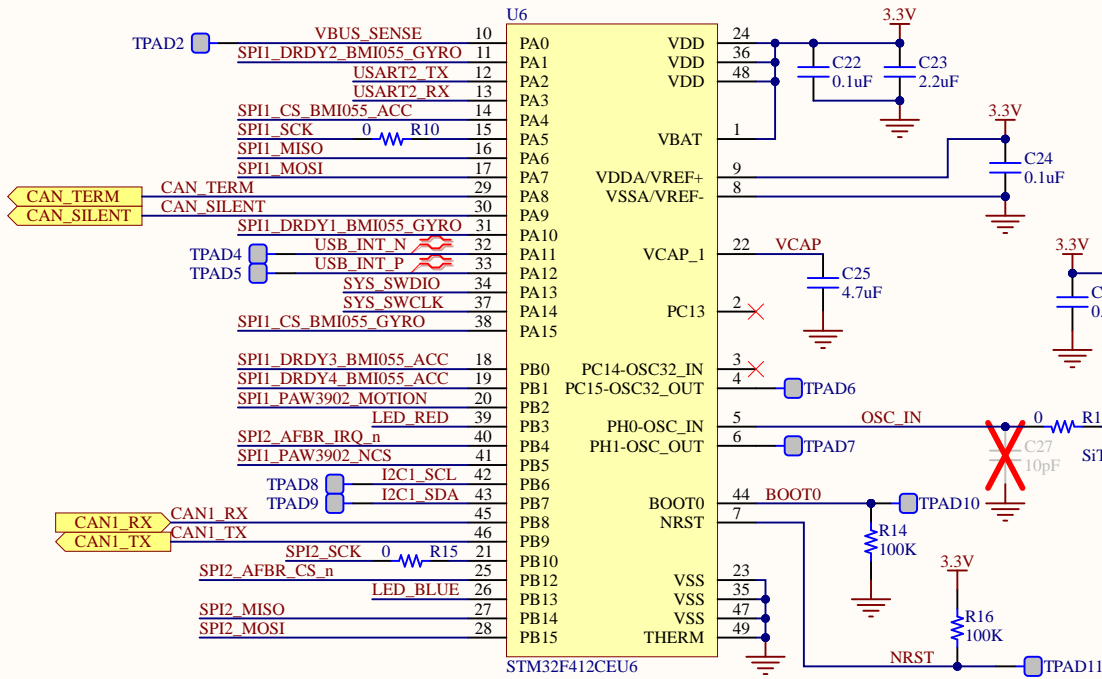 U6
TPAD2 VBUS_SENSE 10 PA0
SPI1_DRDY2_BMI055_GYRO 11 PA1
USART2_TX 12 PA2
USART2_RX 13 PA3
SPI1_CS_BMI055_ACC 14 PA4
SPI1_SCK 0 R10 15 PA5
SPI1_MISO 16 PA6
SPI1_MOSI 17 PA7
CAN_TERM CAN_TERM 29 PA8
CAN_SILENT CAN_SILENT 30 PA9
SPI1_DRDY1_BMI055_GYRO 31 PA10
TPAD4 USB_INT_N 32 PA11
TPAD5 USB_INT_P 33 PA12
SYS_SWDIO 34 PA13
SYS_SWCLK 37 PA14
SPI1_CS_BMI055_GYRO 38 PA15
SPI1_DRDY3_BMI055_ACC 18 PB0
SPI1_DRDY4_BMI055_ACC 19 PB1
SPI1_PAW3902_MOTION 20 PB2
LED_RED 39 PB3
SPI2_AFBR_IRQ_n 40 PB4
SPI1_PAW3902_NCS 41 PB5
TPAD8 I2C1_SCL 42 PB6
TPAD9 I2C1_SDA 43 PB7
CAN1_RX CAN1_RX 45 PB8
CAN1_TX CAN1_TX 46 PB9
SPI2_SCK 0 R15 21 PB10
SPI2_AFBR_CS_n 25 PB12
LED_BLUE 26 PB13
SPI2_MISO 27 PB14
SPI2_MOSI 28 PB15
VDD 24
VDD 36
VDD 48
3.3V
C22
0.1uF
C23
2.2uF
VBAT 1
VDDA/VREF+ 9
VSSA/VREF- 8
3.3V
C24
0.1uF
VCAP_1 22 VCAP
C25
4.7uF
3.3V
C
0.
PC13 2
PC14-OSC32_IN 3
PC15-OSC32_OUT 4 TPAD6
PH0-OSC_IN 5 OSC_IN 0 R1
PH1-OSC_OUT 6 TPAD7
C27
10pF
SiT
BOOT0 44 BOOT0 TPAD10
NRST 7
R14
100K
VSS 23
VSS 35
VSS 47
THERM 49
3.3V
R16
100K
NRST TPAD11
STM32F412CEU6